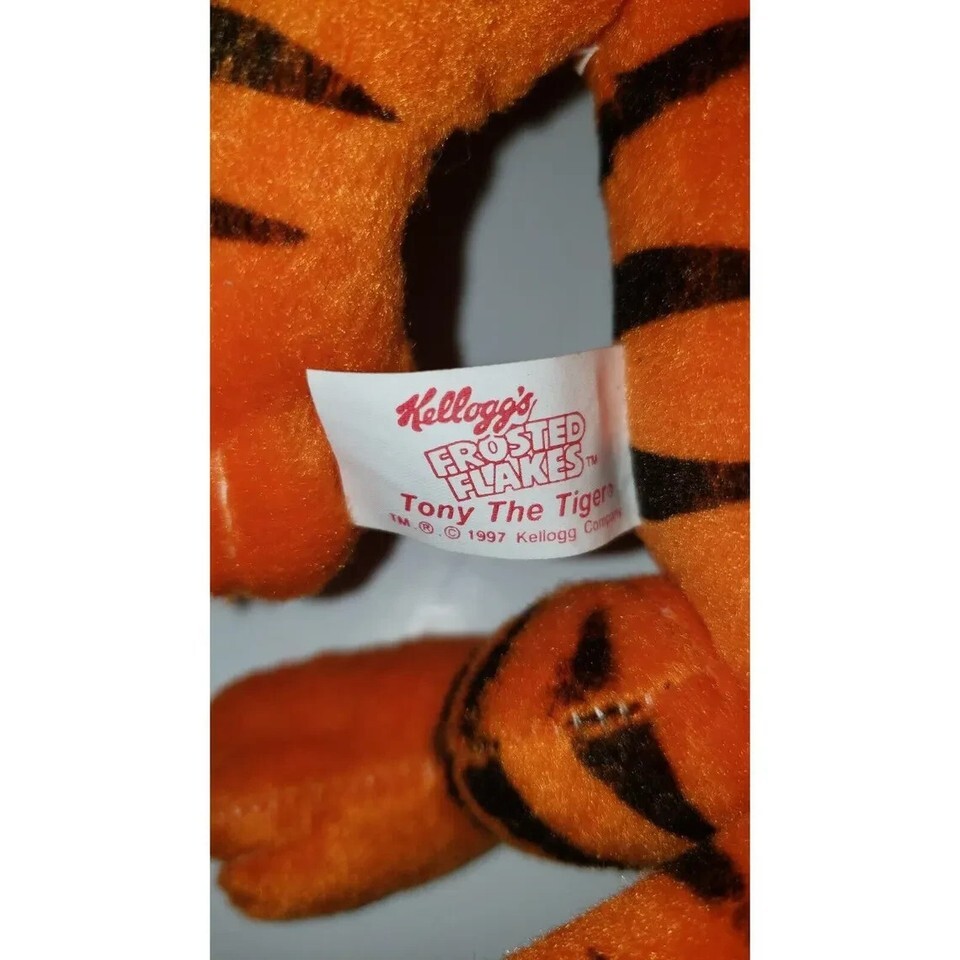 Kellogg's
FROSTED
FLAKES™
Tony The Tiger®
TM.®.© 1997 Kellogg Company